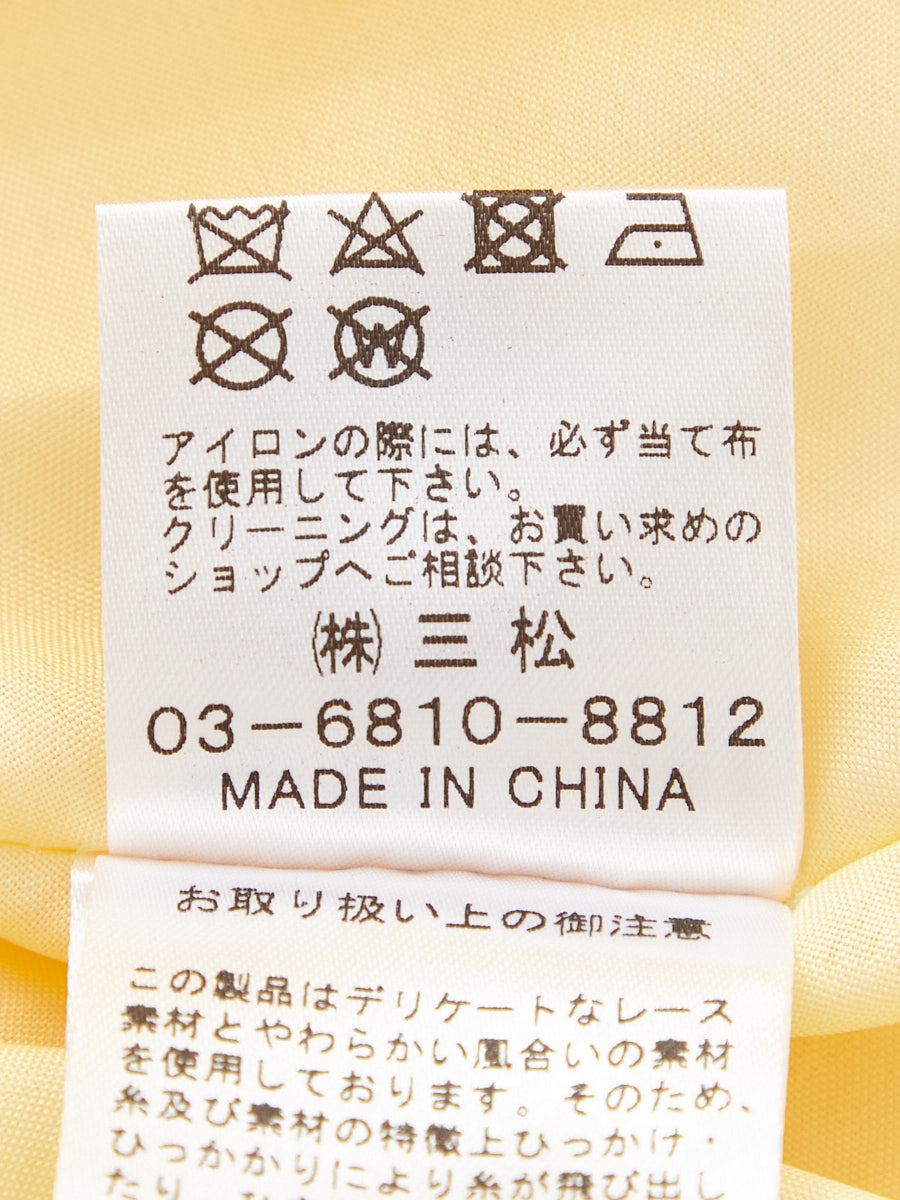 アイロンの際には、必ず当て布
を使用して下さい。
クリーニングは、お買い求めの
ショップへご相談下さい。
㈱三松
03-6810-8812
MADE IN CHINA
お取り扱い上の御注意
この製品はデリケートなレース
素材とやわらかい風合いの素材
を使用しております。そのため、
糸及び素材の特徴上ひっかけ・
ひっかかりにより糸が飛び出し
たり、